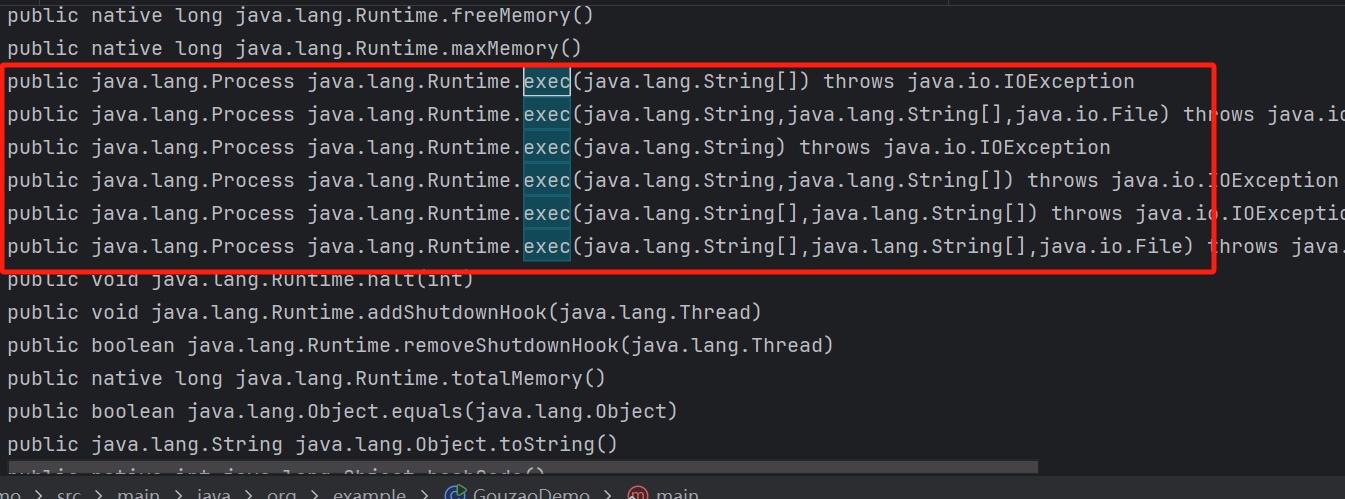 public native long java.lang.Runtime.freeMemory()
public native long java.lang.Runtime.maxMemory()
public java.lang.Process java.lang.Runtime.exec(java.lang.String[]) throws java.io.IOException
public java.lang.Process java.lang.Runtime.exec(java.lang.String,java.lang.String[],java.io.File) throws java.io
public java.lang.Process java.lang.Runtime.exec(java.lang.String) throws java.io.IOException
public java.lang.Process java.lang.Runtime.exec(java.lang.String,java.lang.String[]) throws java.io.IOException
public java.lang.Process java.lang.Runtime.exec(java.lang.String[],java.lang.String[]) throws java.io.IOExceptio
public java.lang.Process java.lang.Runtime.exec(java.lang.String[],java.lang.String[],java.io.File) throws java.
public void java.lang.Runtime.halt(int)
public void java.lang.Runtime.addShutdownHook(java.lang.Thread)
public boolean java.lang.Runtime.removeShutdownHook(java.lang.Thread)
public native long java.lang.Runtime.totalMemory()
public boolean java.lang.Object.equals(java.lang.Object)
public java.lang.String java.lang.Object.toString()
public native int java.lang.Object.hashCode()
mo > src > main > java > org > example > GouzaoDemo > m main